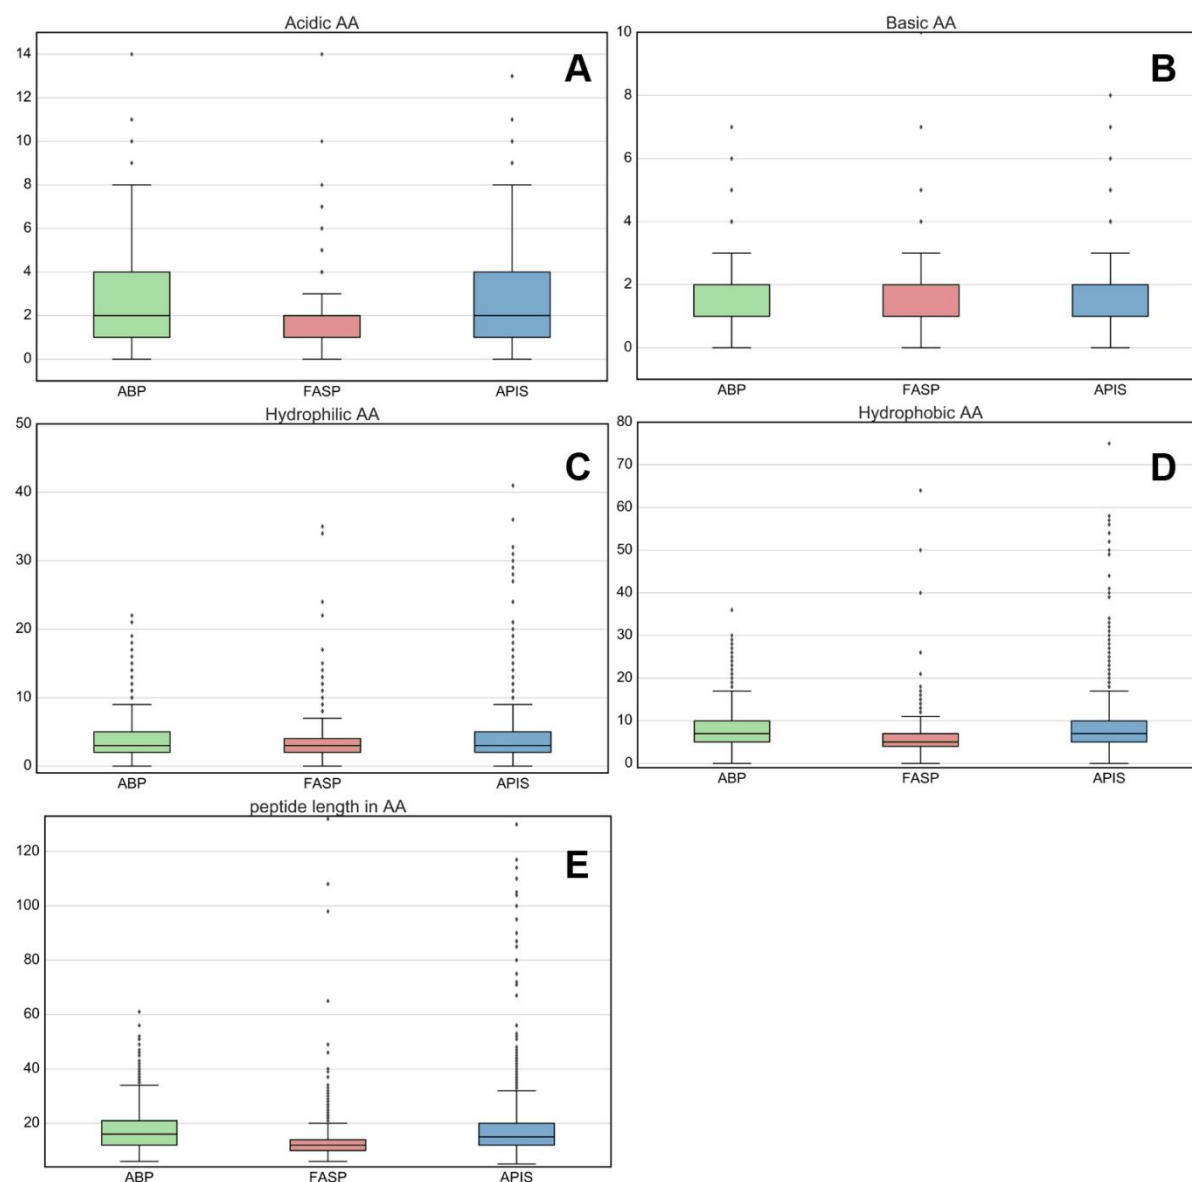 Acidic AA
14
12
10
8
6
4
2
0
A
ABP FASP APIS
Basic AA
10
8
6
4
2
0
B
ABP FASP APIS
Hydrophilic AA
50
40
30
20
10
0
C
ABP FASP APIS
Hydrophobic AA
80
70
60
50
40
30
20
10
0
D
ABP FASP APIS
peptide length in AA
120
100
80
60
40
20
E
ABP FASP APIS